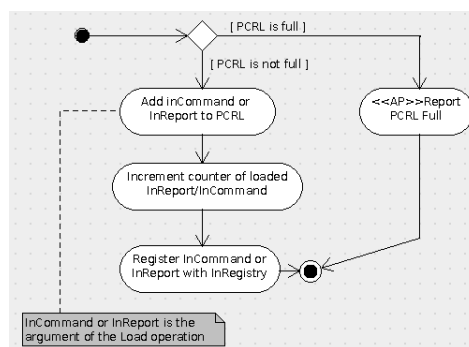 [ PCRL is full ]
[ PCRL is not full ]
Add inCommand or
InReport to PCRL
<<AP>>Report
PCRL Full
Increment counter of loaded
InReport/InCommand
Register InCommand or
InReport with InRegistry
InCommand or InReport is the
argument of the Load operation